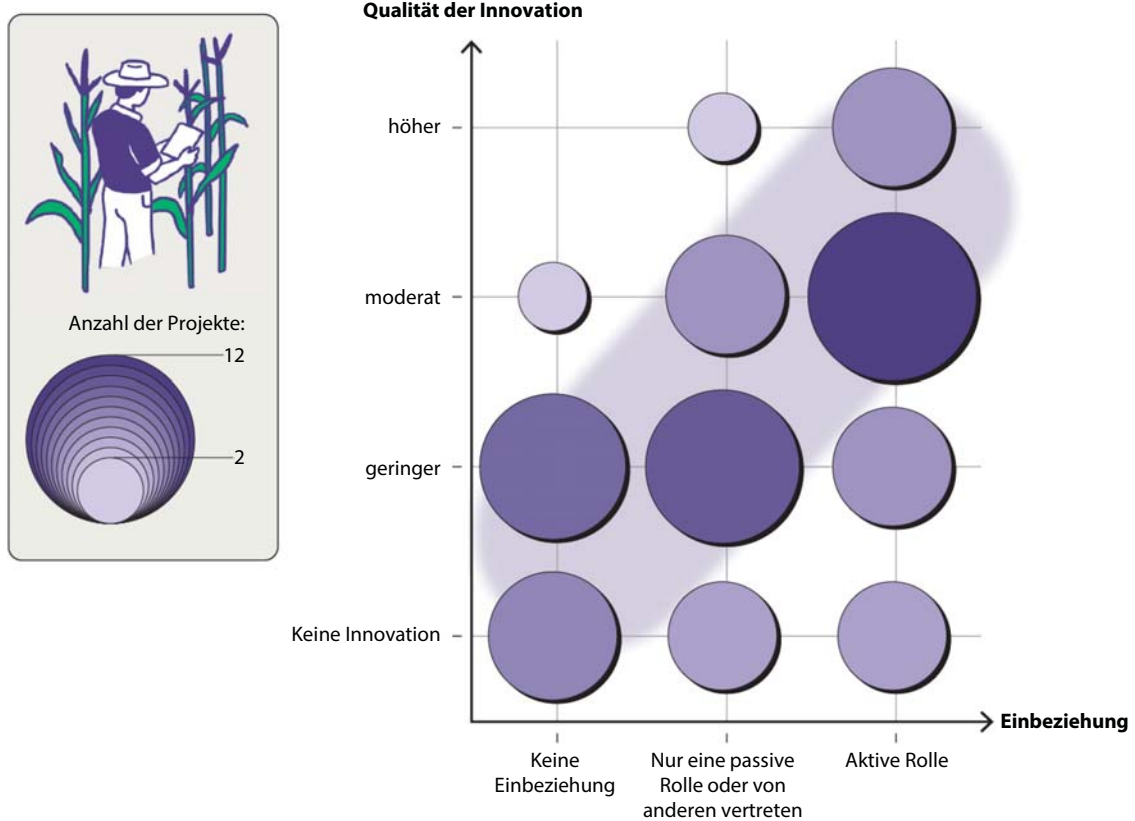 Qualität der Innovation
Anzahl der Projekte:
12
2
höher
moderat
geringer
Keine Innovation
Einbeziehung
Keine
Einbeziehung
Nur eine passive
Rolle oder von
anderen vertreten
Aktive Rolle